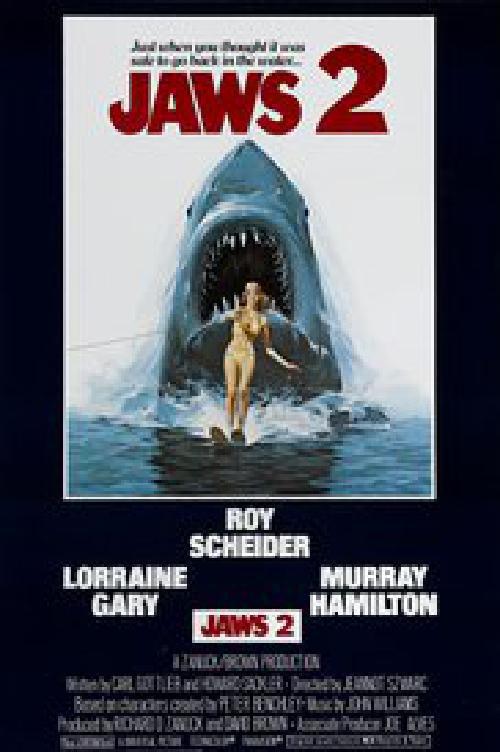 Just when you thought it was
safe to go back in the water...
JAWS 2
ROY
SCHEIDER
LORRAINE
GARY
MURRAY
HAMILTON
JAWS 2
A ZANUCK/BROWN PRODUCTION
Written by CARL GOTTLIEB and HOWARD SACKLER · Directed by JEANNOT SZWARC
Based on characters created by PETER BENCHLEY · Music by JOHN WILLIAMS
Produced by RICHARD D. ZANUCK and DAVID BROWN · Associate Producer JOE ALVES